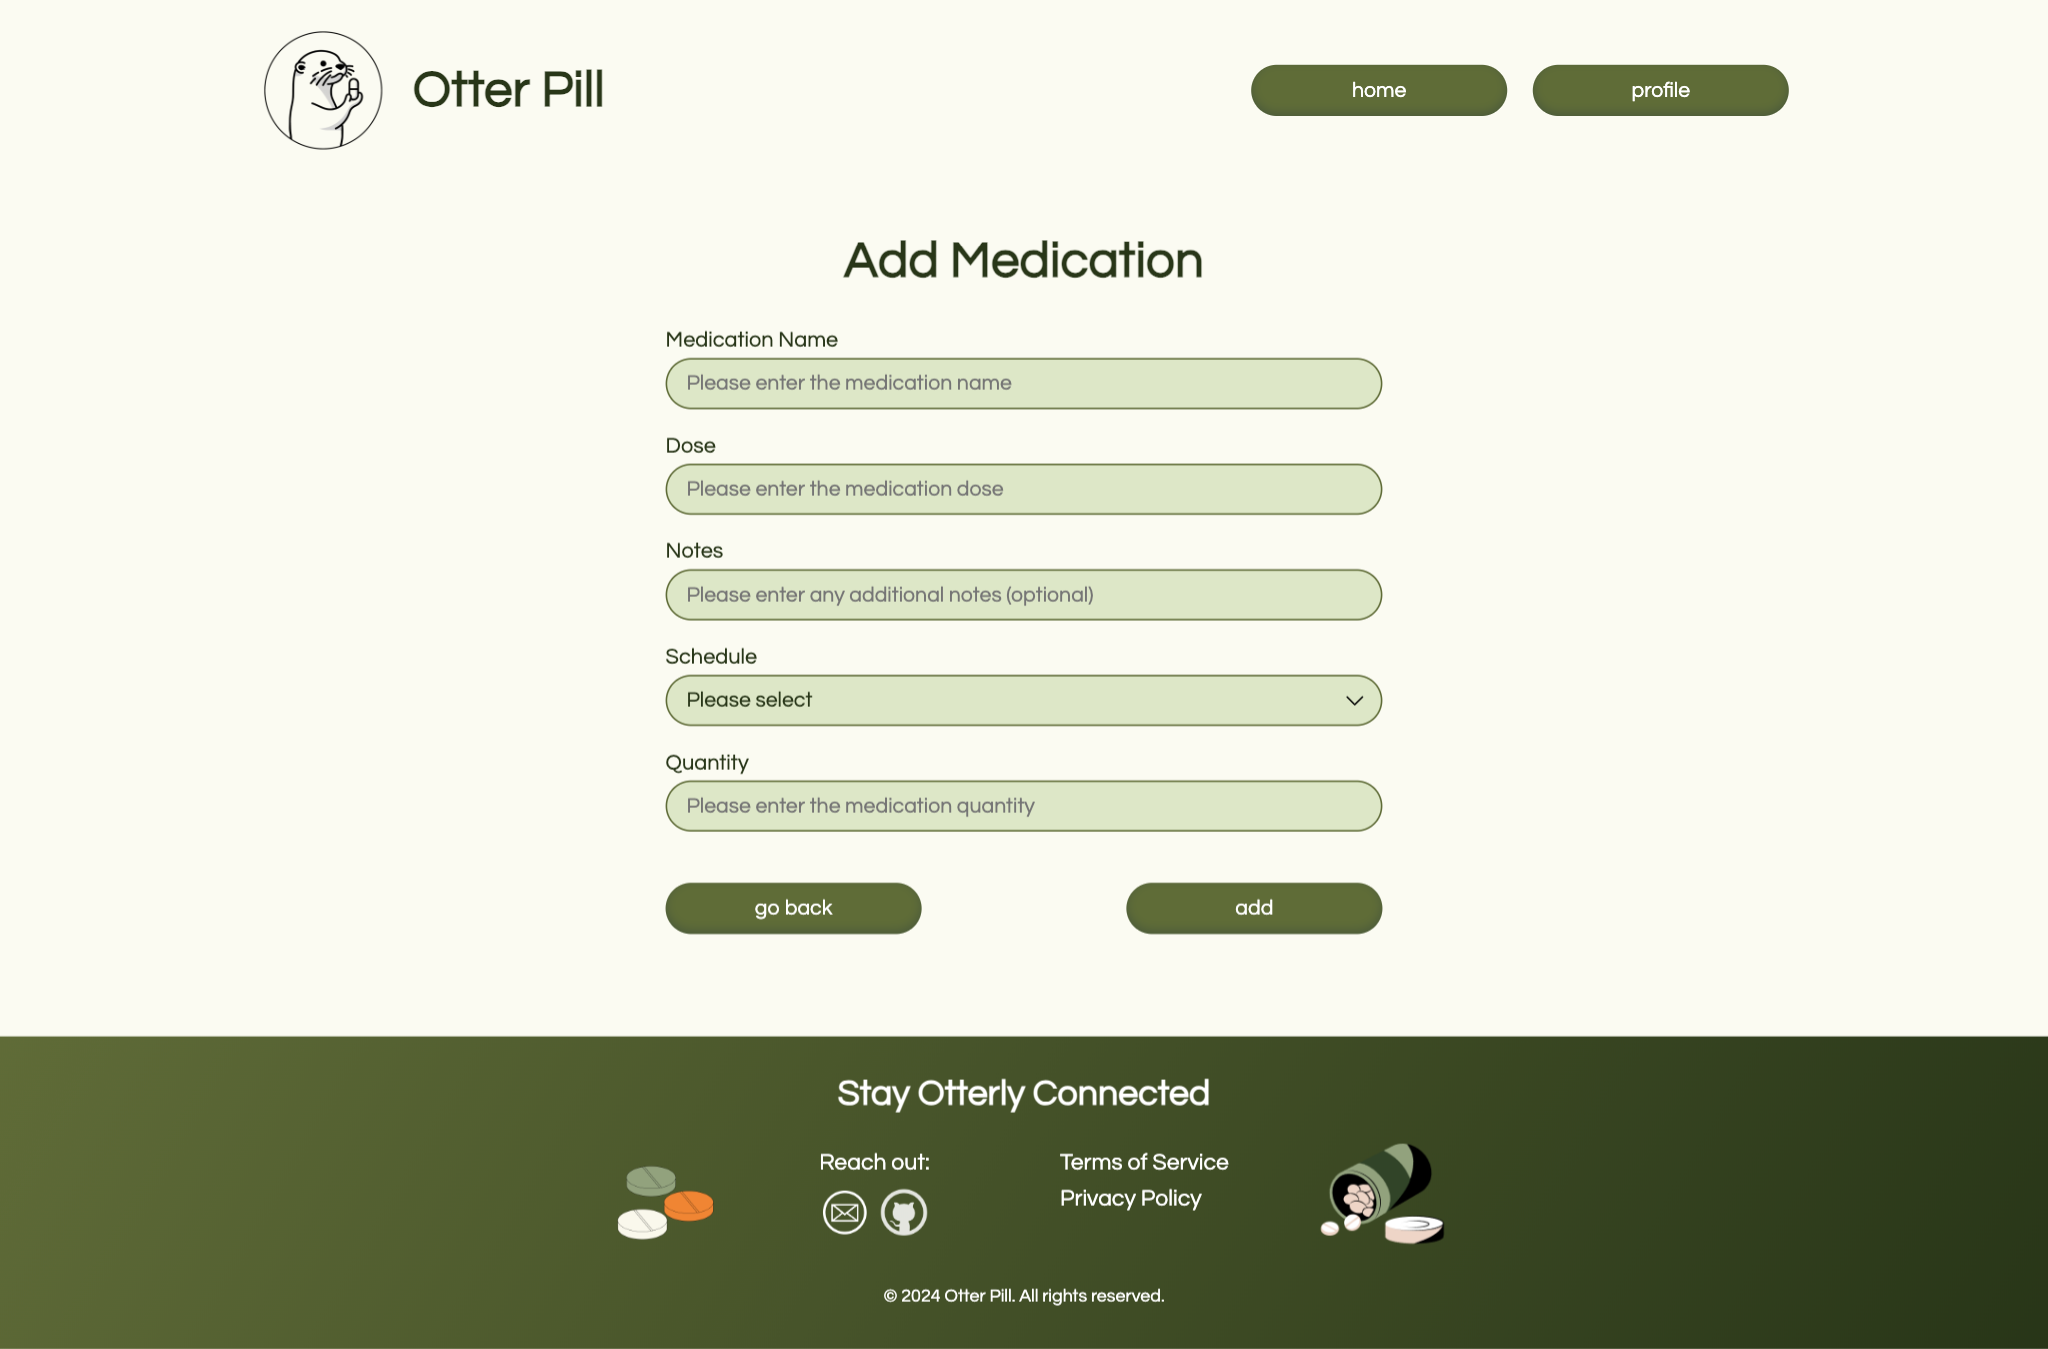 Otter Pill
home
profile
Add Medication
Medication Name
Please enter the medication name
Dose
Please enter the medication dose
Notes
Please enter any additional notes (optional)
Schedule
Please select
Quantity
Please enter the medication quantity
go back
add
Stay Otterly Connected
Reach out:
Terms of Service
Privacy Policy
© 2024 Otter Pill. All rights reserved.